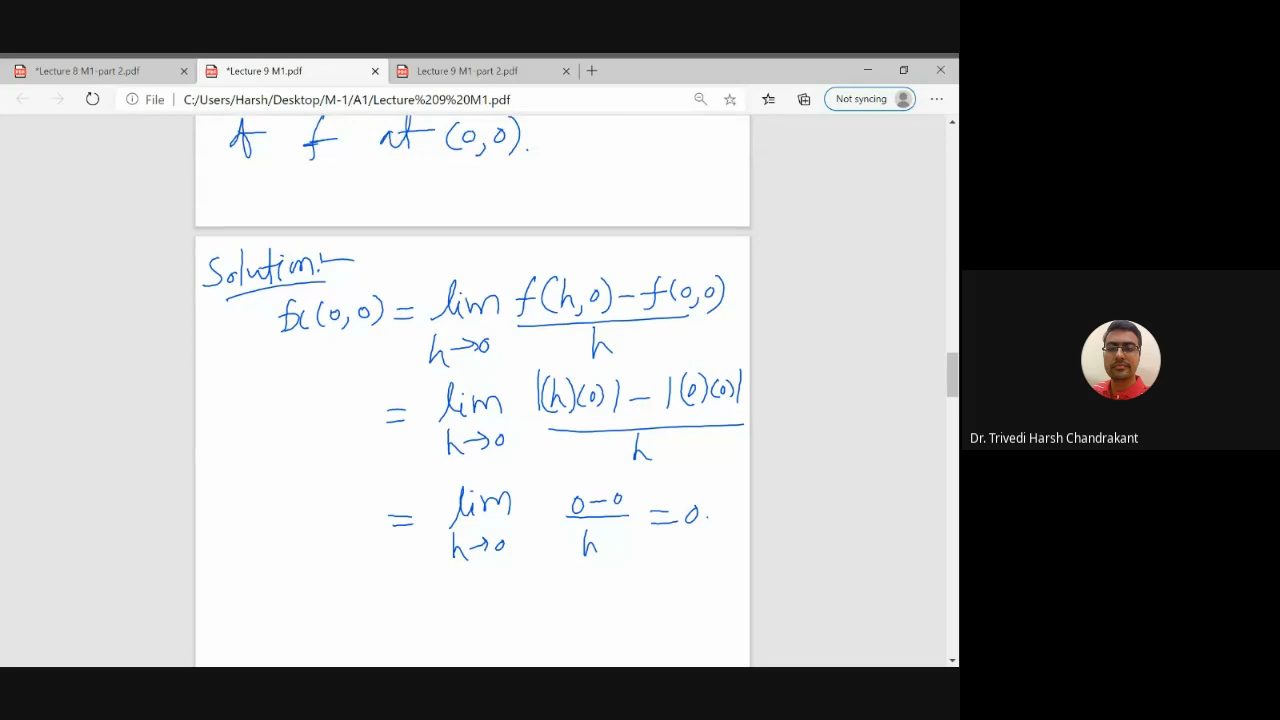 *Lecture 8 M1-part 2.pdf
*Lecture 9 M1.pdf
Lecture 9 M1-part 2.pdf
File | C:/Users/Harsh/Desktop/M-1/A1/Lecture%209%20M1.pdf
Not syncing
of f at (0,0).
Solution:-
fx(0,0) = lim h→0 f(h,0) - f(0,0) / h
= lim h→0 |(h)(0)| - |(0)(0)| / h
= lim h→0 0-0 / h = 0.
Dr. Trivedi Harsh Chandrakant